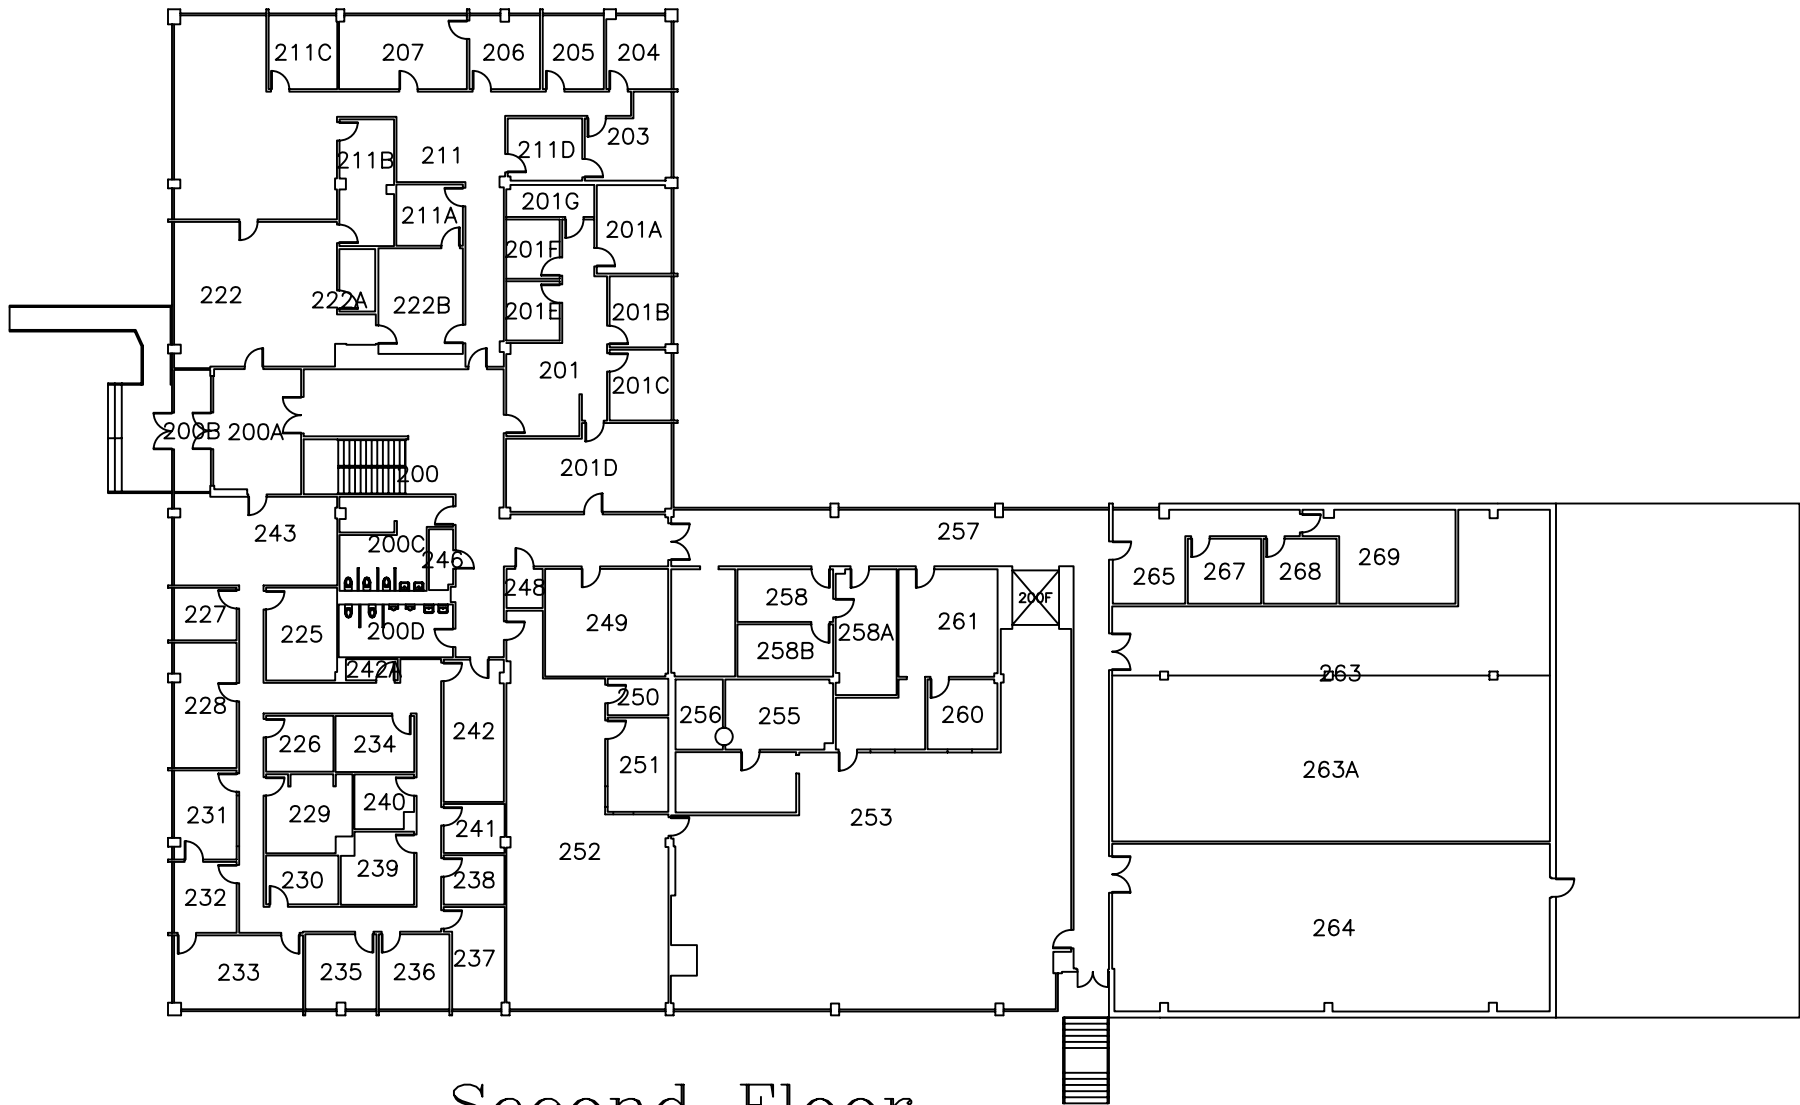 211C 207 206 205 204
211B 211 211D 203
211A 201G 201A
201F
222 222A 222B 201E 201B
201 201C
200B 200A
200 201D
243 200C 246 257
248 258 200F 265 267 268 269
227 225 200D 249 258B 258A 261
242A 263
228 250
226 234 242 256 255 260
251 263A
231 229 240 241 253
252
232 230 239 238
264
233 235 236 237
Second Floor